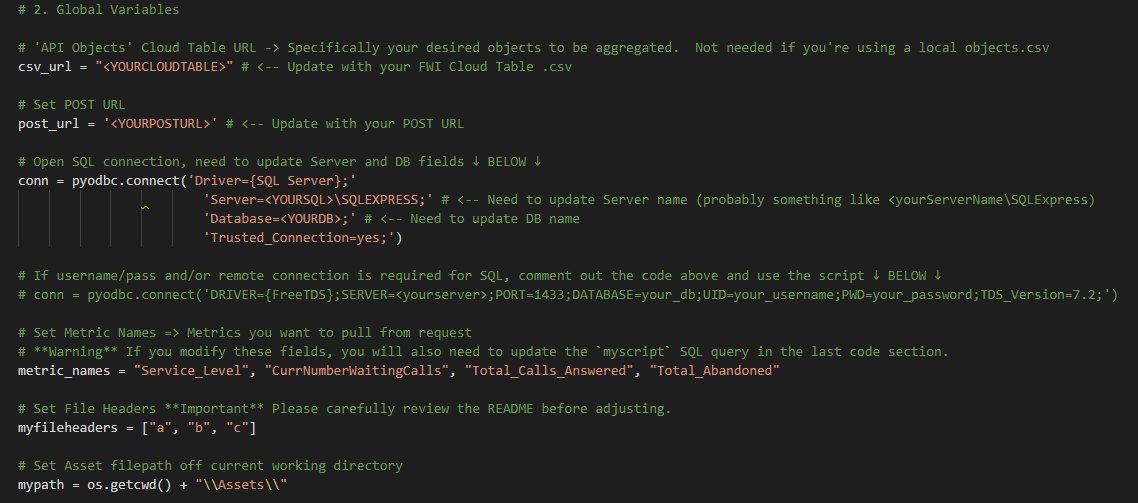 # 2. Global Variables
# 'API Objects' Cloud Table URL -> Specifically your desired objects to be aggregated.  Not needed if you're using a local objects.csv
csv_url = "<YOURCLOUDTABLE>" # <-- Update with your FWI Cloud Table .csv
# Set POST URL
post_url = '<YOURPOSTURL>' # <-- Update with your POST URL
# Open SQL connection, need to update Server and DB fields ↓ BELOW ↓
conn = pyodbc.connect('Driver={SQL Server};'
'Server=<YOURSQL>\SQLEXPRESS;' # <-- Need to update Server name (probably something like <yourServerName\SQLExpress)
'Database=<YOURDB>;' # <-- Need to update DB name
'Trusted_Connection=yes;')
# If username/pass and/or remote connection is required for SQL, comment out the code above and use the script ↓ BELOW ↓
# conn = pyodbc.connect('DRIVER={FreeTDS};SERVER=<yourserver>;PORT=1433;DATABASE=your_db;UID=your_username;PWD=your_password;TDS_Version=7.2;')
# Set Metric Names => Metrics you want to pull from request
# **Warning** If you modify these fields, you will also need to update the `myscript` SQL query in the last code section.
metric_names = "Service_Level", "CurrNumberWaitingCalls", "Total_Calls_Answered", "Total_Abandoned"
# Set File Headers **Important** Please carefully review the README before adjusting.
myfileheaders = ["a", "b", "c"]
# Set Asset filepath off current working directory
mypath = os.getcwd() + "\\Assets\\"